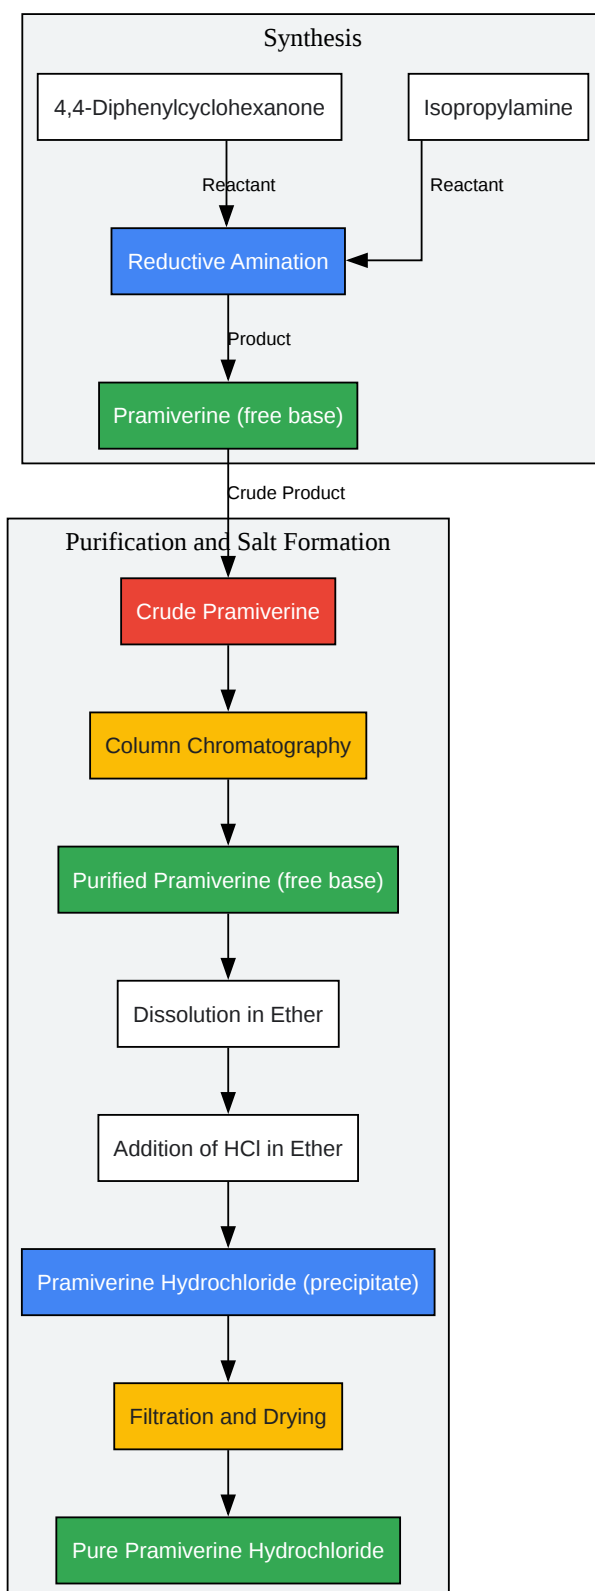 Synthesis
4,4-Diphenylcyclohexanone
Isopropylamine
Reactant
Reactant
Reductive Amination
Product
Pramiverine (free base)
Crude Product
Purification and Salt Formation
Crude Pramiverine
Column Chromatography
Purified Pramiverine (free base)
Dissolution in Ether
Addition of HCl in Ether
Pramiverine Hydrochloride (precipitate)
Filtration and Drying
Pure Pramiverine Hydrochloride